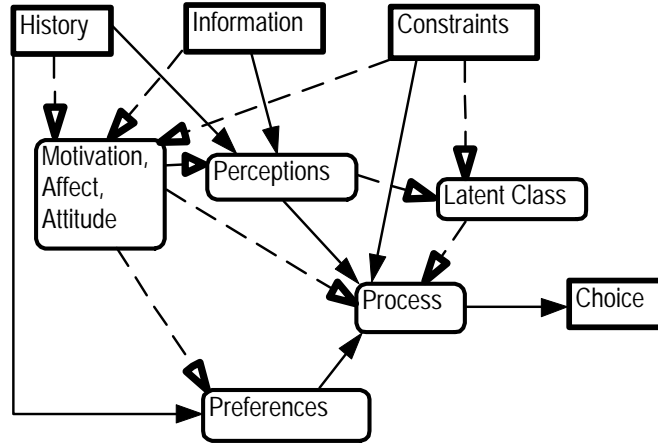 History
Information
Constraints
Motivation,
Affect,
Attitude
Perceptions
Latent Class
Process
Choice
Preferences